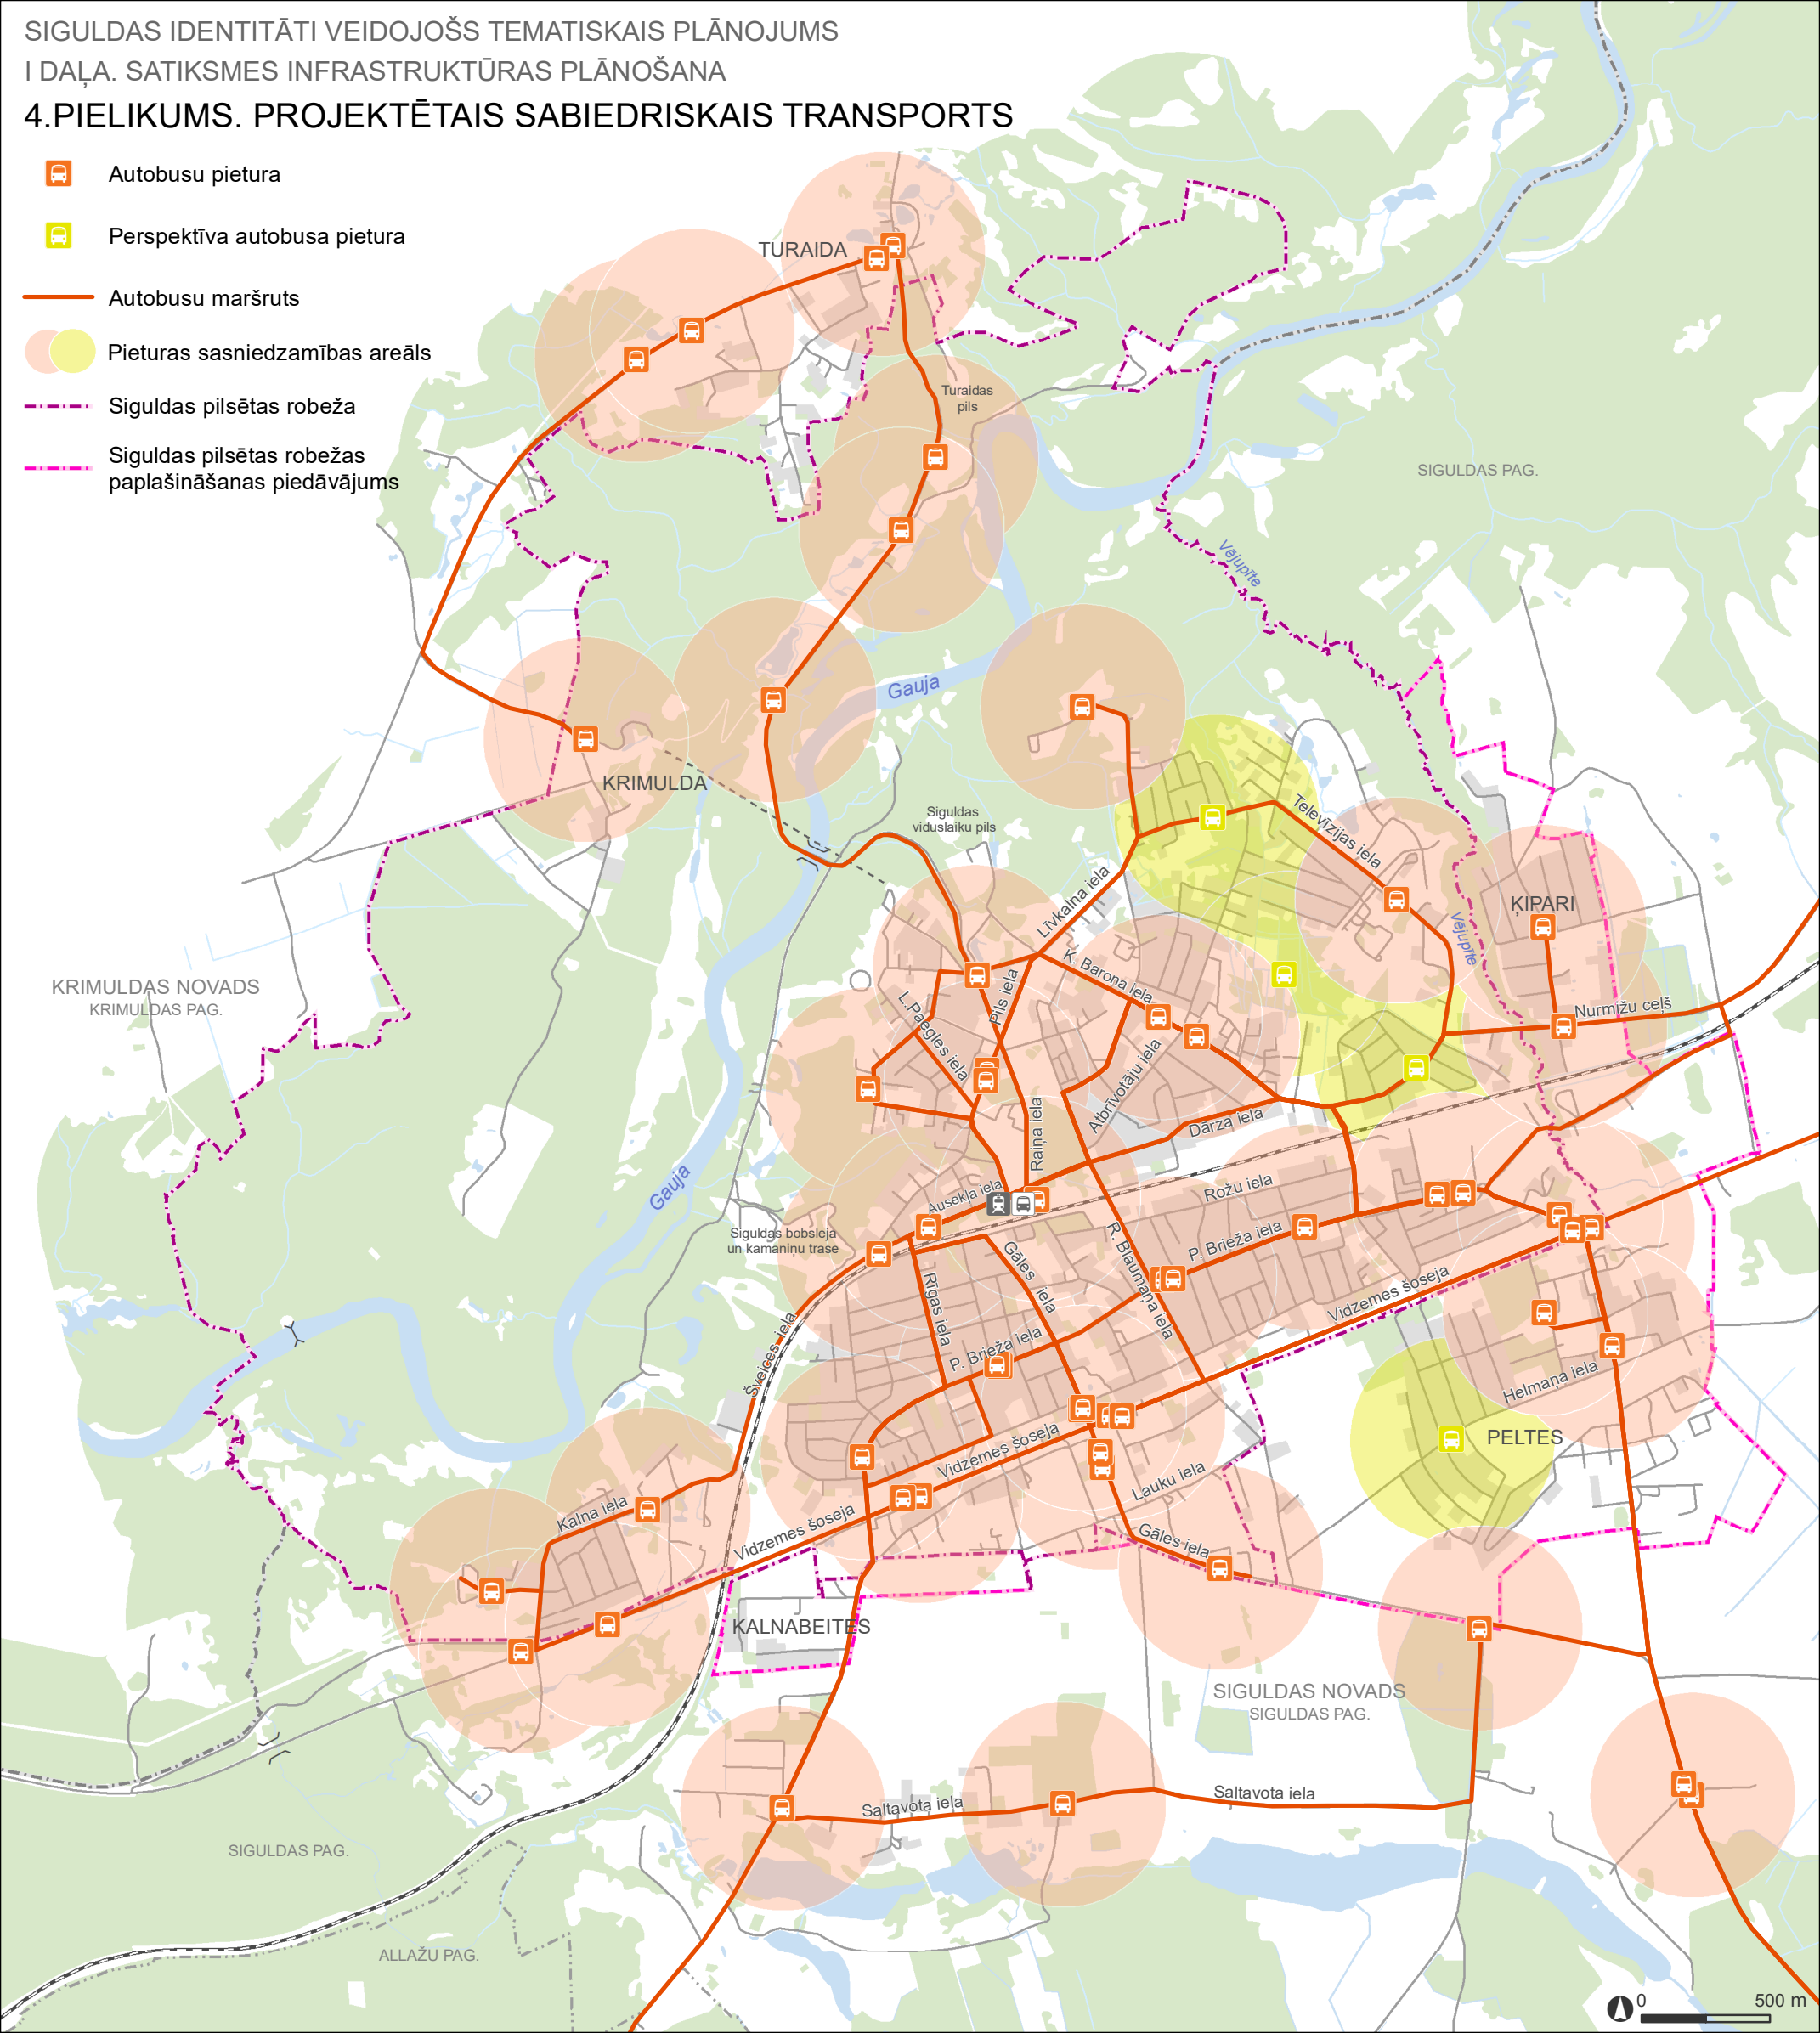 SIGULDAS IDENTITĀTI VEIDOJOŠS TEMATISKAIS PLĀNOJUMS
I DAĻA. SATIKSMES INFRASTRUKTŪRAS PLĀNOŠANA
4.PIELIKUMS. PROJEKTĒTAIS SABIEDRISKAIS TRANSPORTS
Autobusu pietura
Perspektīva autobusa pietura
Autobusu maršruts
Pieturas sasniedzamības areāls
Siguldas pilsētas robeža
Siguldas pilsētas robežas
paplašināšanas piedāvājums
TURAIDA
Turaidas
pils
SIGULDAS PAG.
Vējupīte
Gauja
KRIMULDA
Siguldas
viduslaiku pils
Televīzijas iela
Līvkalna iela
ĶIPARI
Vējupīte
K. Barona iela
KRIMULDAS NOVADS
KRIMULDAS PAG.
Pils iela
L.Paegles iela
Nurmižu ceļš
Atbrīvotāju iela
Raiņa iela
Dārza iela
Gauja
Ausekļa iela
Rožu iela
Siguldas bobsleja
un kamaniņu trase
P. Brieža iela
R. Blaumaņa iela
Gāles iela
Rīgas iela
Vidzemes šoseja
Šveices iela
P. Brieža iela
Helmaņa iela
PELTES
Vidzemes šoseja
Lauku iela
Kalna iela
Vidzemes šoseja
Gāles iela
KALNABEITES
SIGULDAS NOVADS
SIGULDAS PAG.
Saltavota iela
Saltavota iela
SIGULDAS PAG.
ALLAŽU PAG.
0 500 m